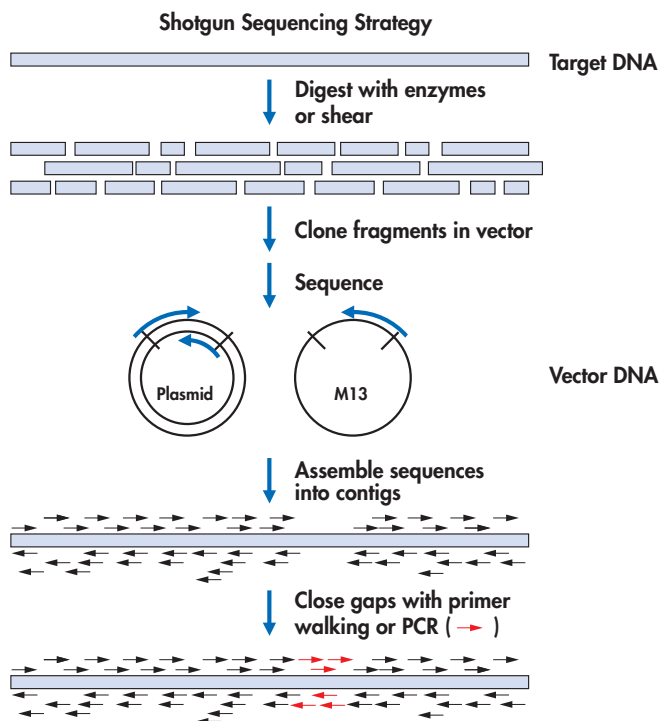 Shotgun Sequencing Strategy
Target DNA
Digest with enzymes
or shear
Clone fragments in vector
Sequence
Plasmid
M13
Vector DNA
Assemble sequences
into contigs
Close gaps with primer
walking or PCR ( → )